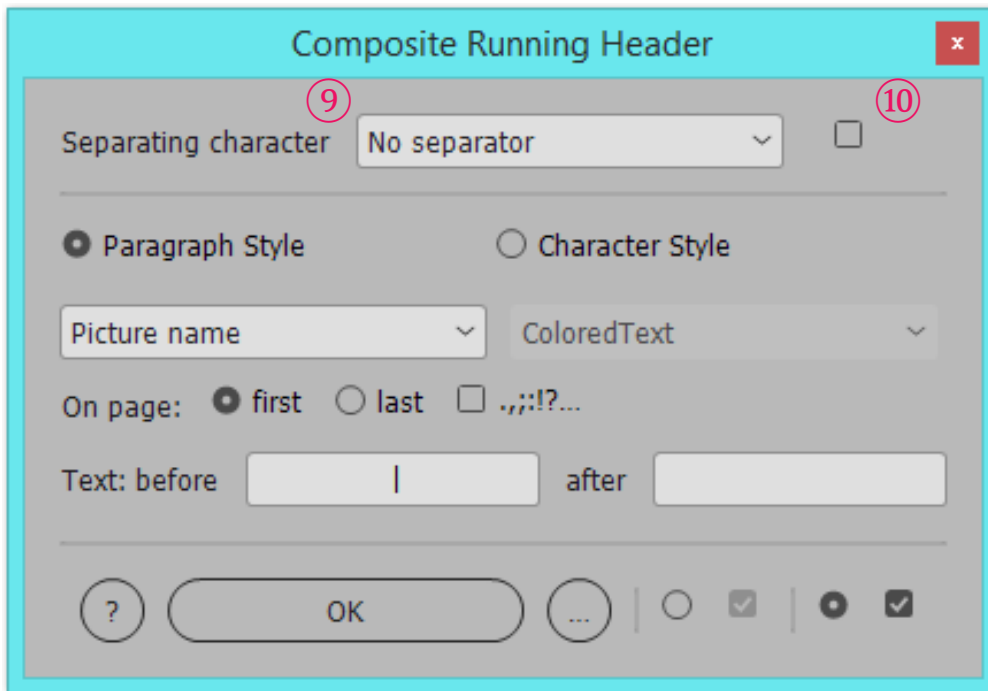 Composite Running Header
x
⑨ ⑩
Separating character No separator
Paragraph Style Character Style
Picture name ColoredText
On page: first last .,;:!?...
Text: before | after
? OK ...